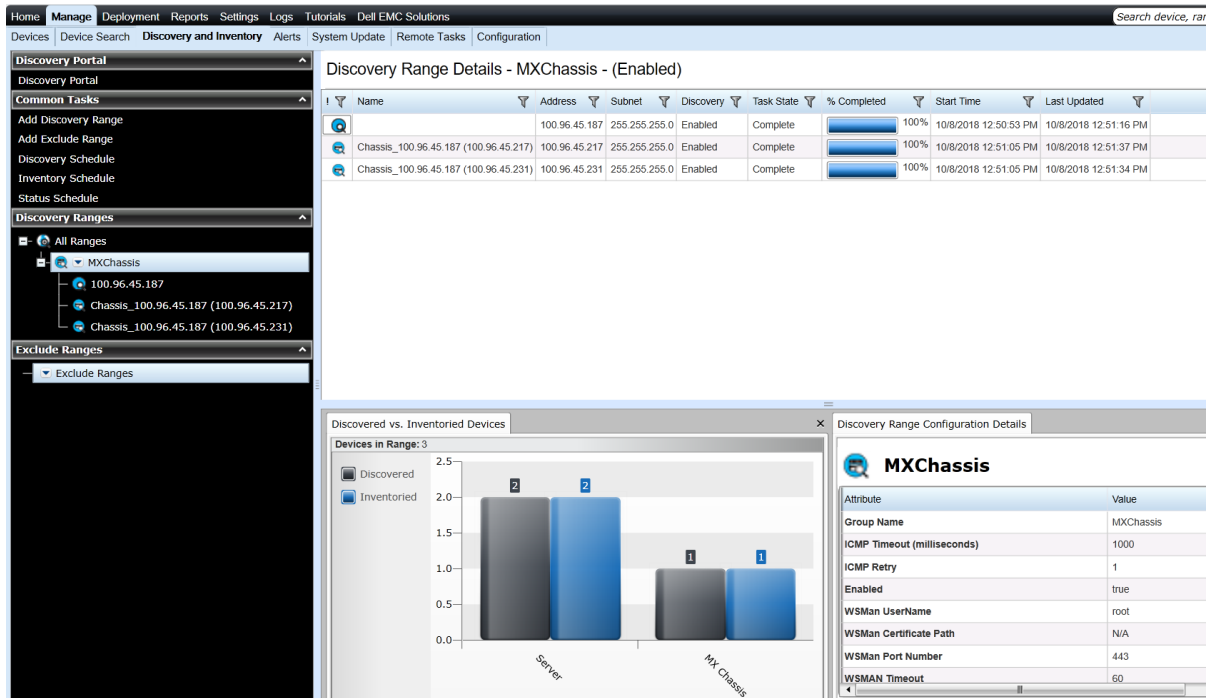 Home Manage Deployment Reports Settings Logs Tutorials Dell EMC Solutions Search device, ran
Devices Device Search Discovery and Inventory Alerts System Update Remote Tasks Configuration
Discovery Portal
Discovery Portal
Common Tasks
Add Discovery Range
Add Exclude Range
Discovery Schedule
Inventory Schedule
Status Schedule
Discovery Ranges
All Ranges
MXChassis
100.96.45.187
Chassis_100.96.45.187 (100.96.45.217)
Chassis_100.96.45.187 (100.96.45.231)
Exclude Ranges
Exclude Ranges
Discovery Range Details - MXChassis - (Enabled)
! Name Address Subnet Discovery Task State % Completed Start Time Last Updated
100.96.45.187 255.255.255.0 Enabled Complete 100% 10/8/2018 12:50:53 PM 10/8/2018 12:51:16 PM
Chassis_100.96.45.187 (100.96.45.217) 100.96.45.217 255.255.255.0 Enabled Complete 100% 10/8/2018 12:51:05 PM 10/8/2018 12:51:37 PM
Chassis_100.96.45.187 (100.96.45.231) 100.96.45.231 255.255.255.0 Enabled Complete 100% 10/8/2018 12:51:05 PM 10/8/2018 12:51:34 PM
Discovered vs. Inventoried Devices
Devices in Range: 3
Discovered
Inventoried
2.5
2.0
1.5
1.0
0.5
0.0
2 2
1 1
Server
MX Chassis
Discovery Range Configuration Details
MXChassis
Attribute Value
Group Name MXChassis
ICMP Timeout (milliseconds) 1000
ICMP Retry 1
Enabled true
WSMan UserName root
WSMan Certificate Path N/A
WSMan Port Number 443
WSMAN Timeout 60